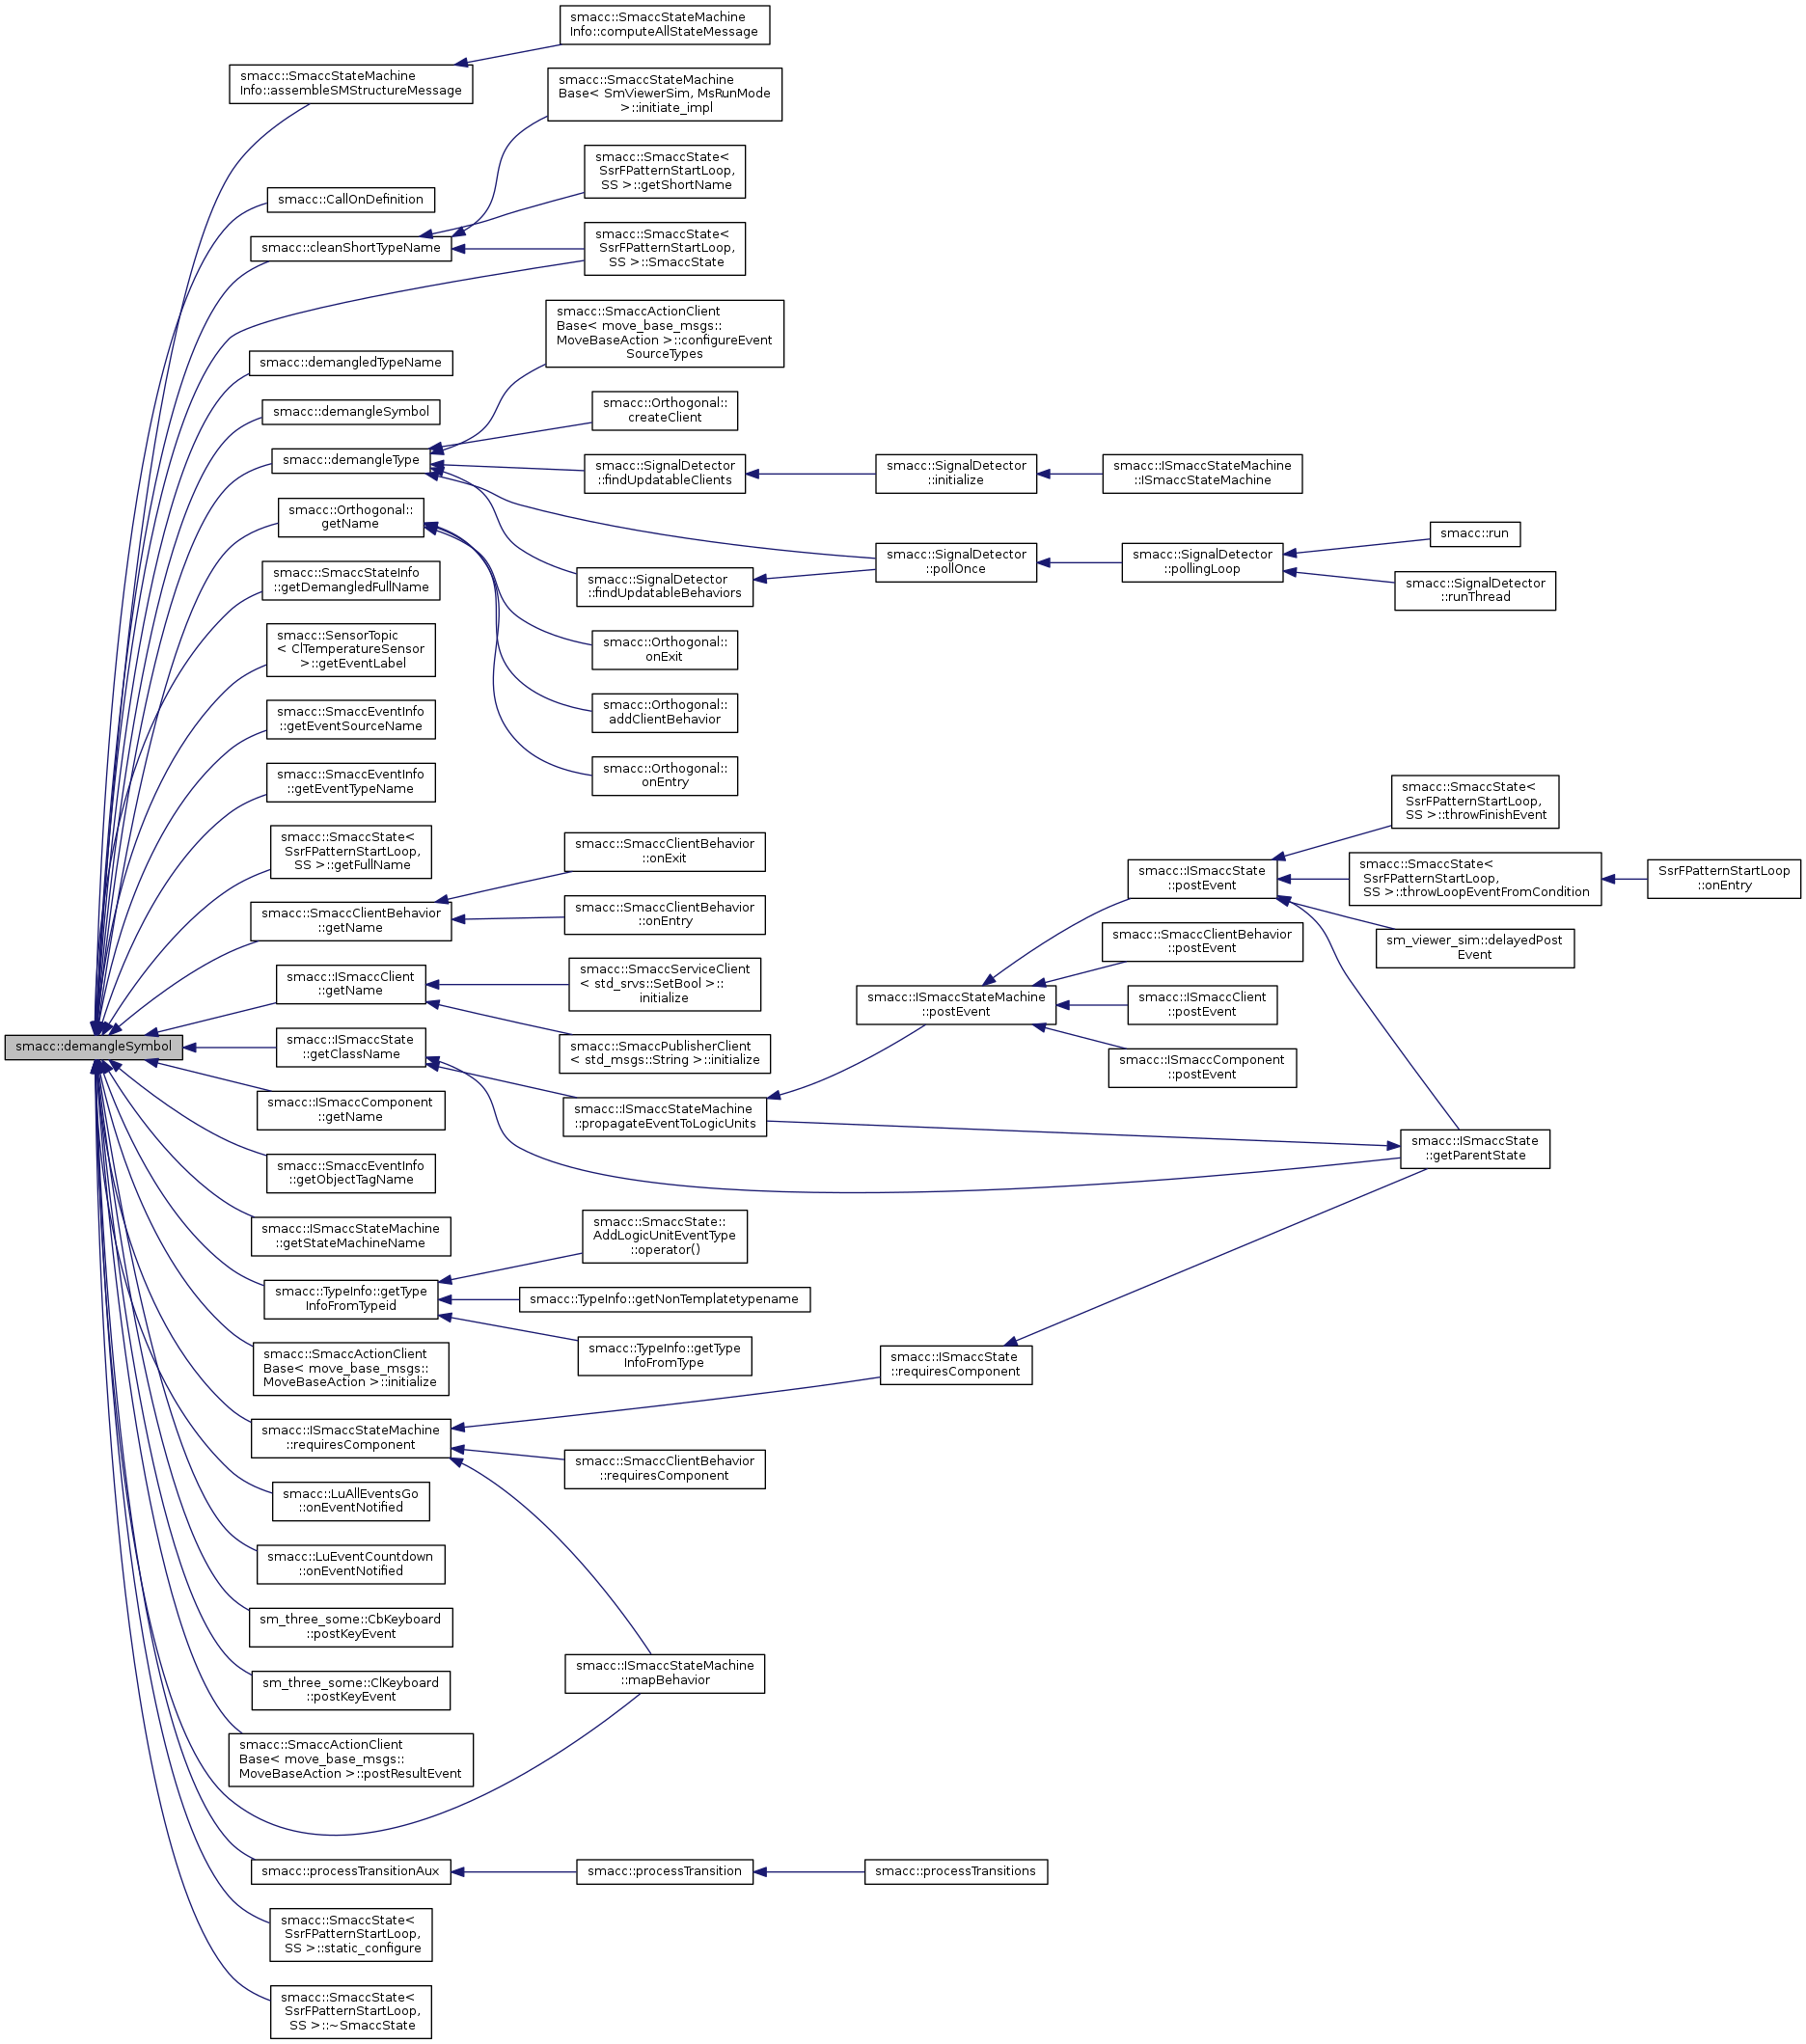 smacc::SmaccStateMachine
Info::computeAllStateMessage
smacc::SmaccStateMachine
Info::assembleSMStructureMessage
smacc::SmaccStateMachine
Base< SmViewerSim, MsRunMode
>::initiate_impl
smacc::SmaccState<
SsrFPatternStartLoop,
SS >::getShortName
smacc::CallOnDefinition
smacc::cleanShortTypeName
smacc::SmaccState<
SsrFPatternStartLoop,
SS >::SmaccState
smacc::SmaccActionClient
Base< move_base_msgs::
MoveBaseAction >::configureEvent
SourceTypes
smacc::demangledTypeName
smacc::demangleSymbol
smacc::Orthogonal::
createClient
smacc::demangleType
smacc::SignalDetector
::findUpdatableClients
smacc::SignalDetector
::initialize
smacc::ISmaccStateMachine
::ISmaccStateMachine
smacc::Orthogonal::
getName
smacc::run
smacc::SignalDetector
::pollOnce
smacc::SignalDetector
::pollingLoop
smacc::SmaccStateInfo
::getDemangledFullName
smacc::SignalDetector
::findUpdatableBehaviors
smacc::SignalDetector
::runThread
smacc::SensorTopic
< ClTemperatureSensor
>::getEventLabel
smacc::Orthogonal::
onExit
smacc::SmaccEventInfo
::getEventSourceName
smacc::Orthogonal::
addClientBehavior
smacc::SmaccEventInfo
::getEventTypeName
smacc::Orthogonal::
onEntry
smacc::SmaccState<
SsrFPatternStartLoop,
SS >::throwFinishEvent
smacc::SmaccState<
SsrFPatternStartLoop,
SS >::getFullName
smacc::SmaccClientBehavior
::onExit
smacc::ISmaccState
::postEvent
smacc::SmaccState<
SsrFPatternStartLoop,
SS >::throwLoopEventFromCondition
SsrFPatternStartLoop
::onEntry
smacc::SmaccClientBehavior
::getName
smacc::SmaccClientBehavior
::onEntry
smacc::SmaccClientBehavior
::postEvent
sm_viewer_sim::delayedPost
Event
smacc::ISmaccClient
::getName
smacc::SmaccServiceClient
< std_srvs::SetBool >::
initialize
smacc::ISmaccStateMachine
::postEvent
smacc::ISmaccClient
::postEvent
smacc::demangleSymbol
smacc::ISmaccState
::getClassName
smacc::SmaccPublisherClient
< std_msgs::String >::initialize
smacc::ISmaccComponent
::postEvent
smacc::ISmaccComponent
::getName
smacc::ISmaccStateMachine
::propagateEventToLogicUnits
smacc::ISmaccState
::getParentState
smacc::SmaccEventInfo
::getObjectTagName
smacc::ISmaccStateMachine
::getStateMachineName
smacc::SmaccState::
AddLogicUnitEventType
::operator()
smacc::TypeInfo::getType
InfoFromTypeid
smacc::TypeInfo::getNonTemplatetypename
smacc::TypeInfo::getType
InfoFromType
smacc::SmaccActionClient
Base< move_base_msgs::
MoveBaseAction >::initialize
smacc::ISmaccState
::requiresComponent
smacc::ISmaccStateMachine
::requiresComponent
smacc::SmaccClientBehavior
::requiresComponent
smacc::LuAllEventsGo
::onEventNotified
smacc::LuEventCountdown
::onEventNotified
sm_three_some::CbKeyboard
::postKeyEvent
smacc::ISmaccStateMachine
::mapBehavior
sm_three_some::ClKeyboard
::postKeyEvent
smacc::SmaccActionClient
Base< move_base_msgs::
MoveBaseAction >::postResultEvent
smacc::processTransitionAux
smacc::processTransition
smacc::processTransitions
smacc::SmaccState<
SsrFPatternStartLoop,
SS >::static_configure
smacc::SmaccState<
SsrFPatternStartLoop,
SS >::~SmaccState